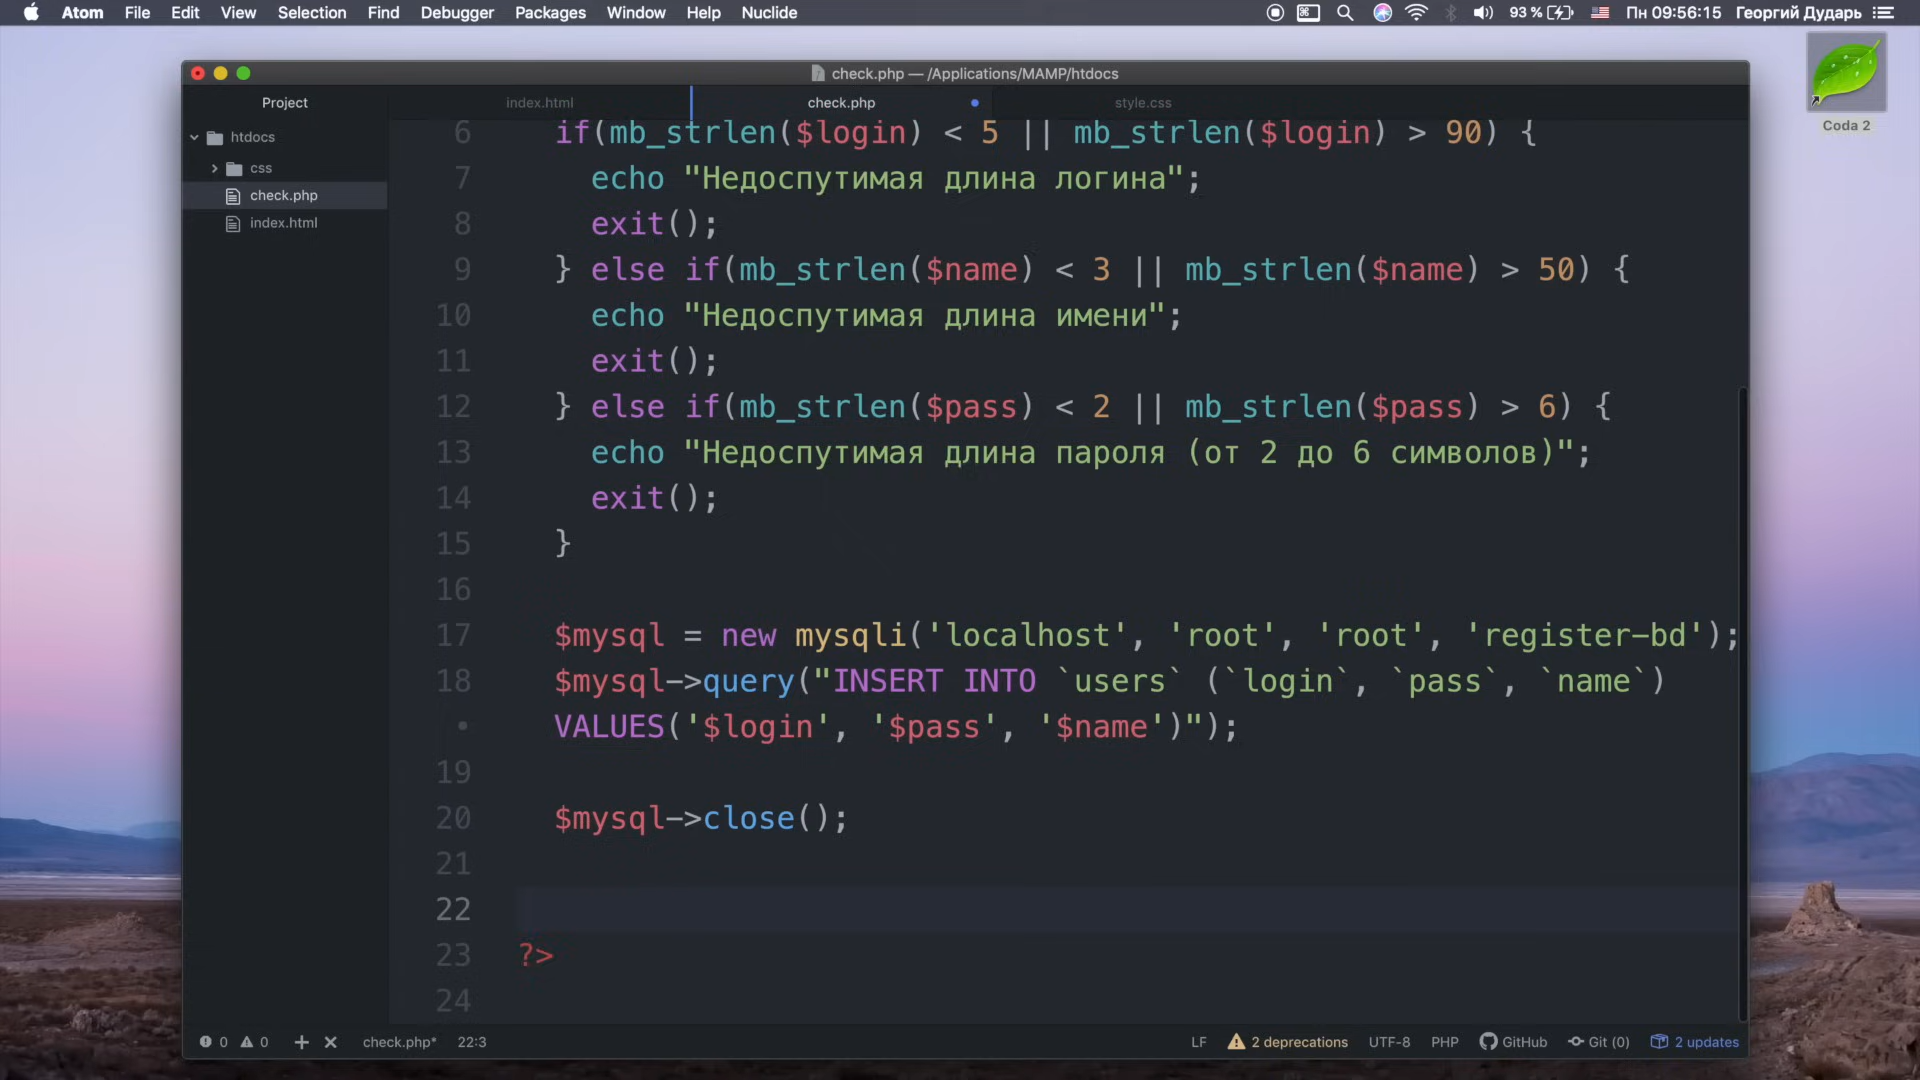 Atom File Edit View Selection Find Debugger Packages Window Help Nuclide 93 % Пн 09:56:15 Георгий Дударь
Coda 2
check.php — /Applications/MAMP/htdocs
Project
index.html
check.php
style.css
htdocs
css
check.php
index.html
6 if(mb_strlen($login) < 5 || mb_strlen($login) > 90) {
7 echo "Недоспутимая длина логина";
8 exit();
9 } else if(mb_strlen($name) < 3 || mb_strlen($name) > 50) {
10 echo "Недоспутимая длина имени";
11 exit();
12 } else if(mb_strlen($pass) < 2 || mb_strlen($pass) > 6) {
13 echo "Недоспутимая длина пароля (от 2 до 6 символов)";
14 exit();
15 }
16
17 $mysql = new mysqli('localhost', 'root', 'root', 'register-bd');
18 $mysql->query("INSERT INTO `users` (`login`, `pass`, `name`)
• VALUES('$login', '$pass', '$name')");
19
20 $mysql->close();
21
22
23 ?>
24
0 0 + × check.php* 22:3 LF 2 deprecations UTF-8 PHP GitHub Git (0) 2 updates